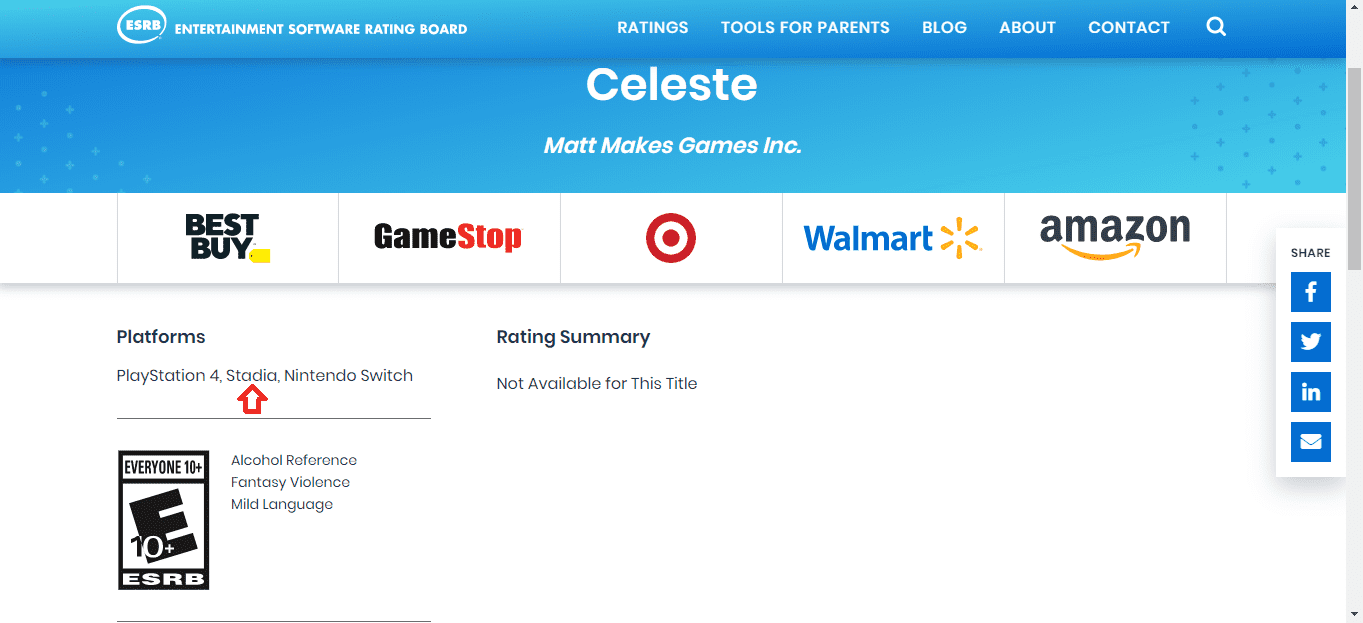 ESRB ENTERTAINMENT SOFTWARE RATING BOARD RATINGS TOOLS FOR PARENTS BLOG ABOUT CONTACT
Celeste
Matt Makes Games Inc.
BEST BUY GameStop Walmart amazon
SHARE
Platforms
PlayStation 4, Stadia, Nintendo Switch
Rating Summary
Not Available for This Title
EVERYONE 10+
E
10+
ESRB
Alcohol Reference
Fantasy Violence
Mild Language